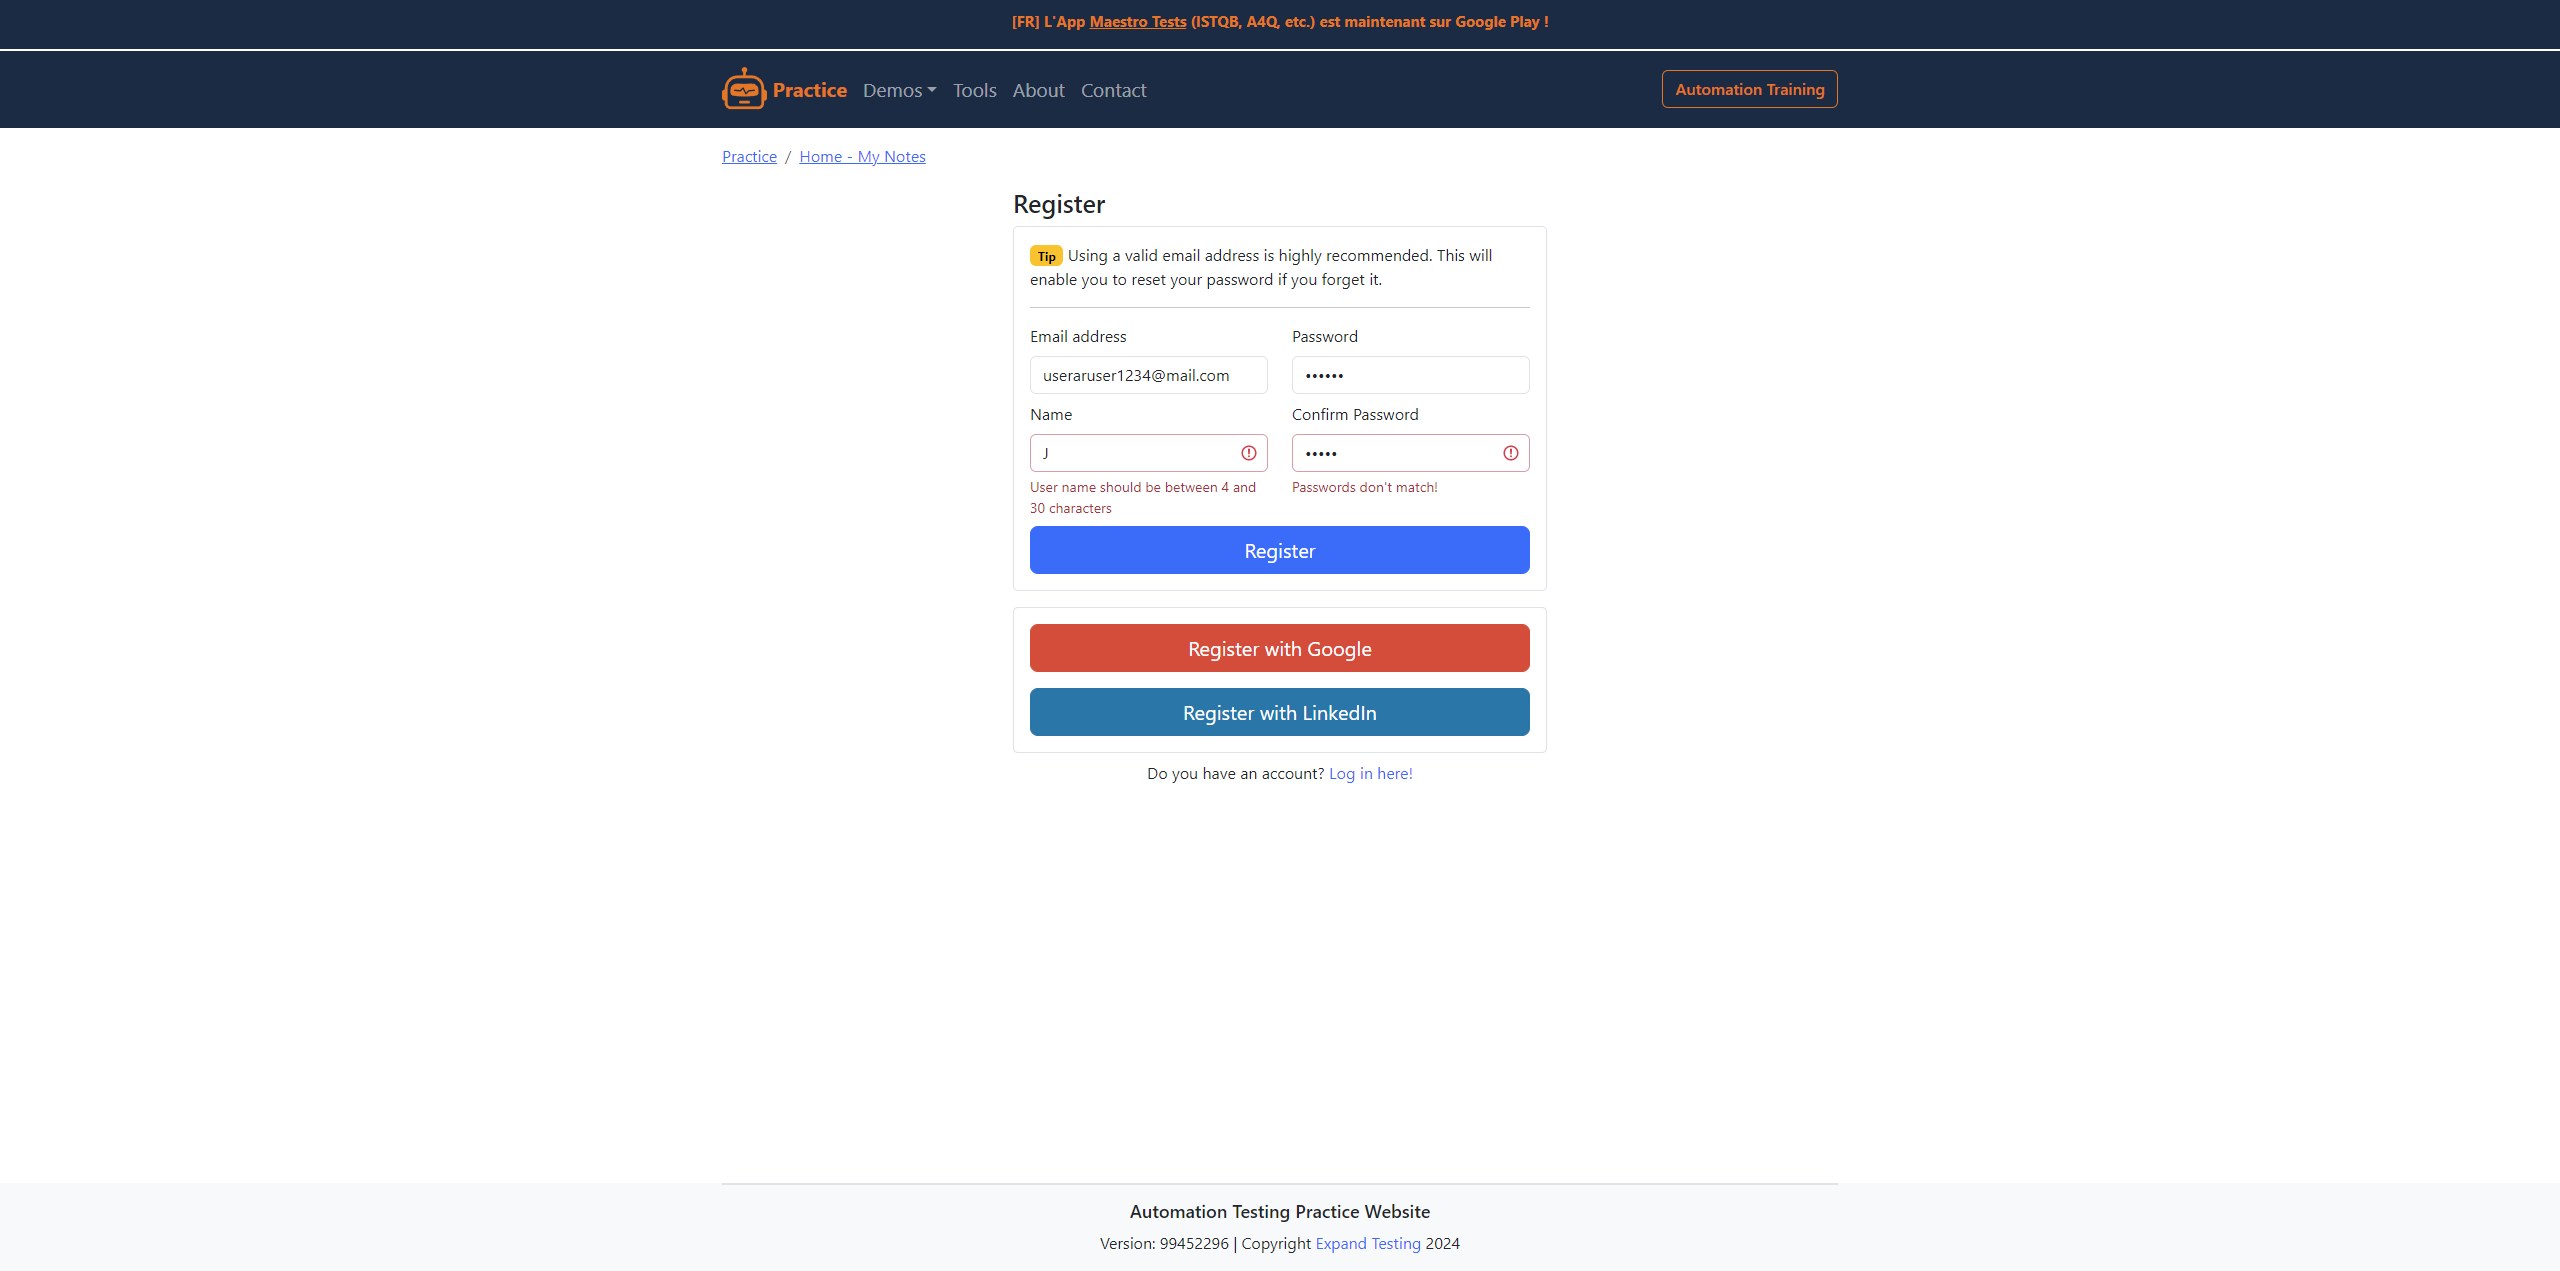 [FR] L'App Maestro Tests (ISTQB, A4Q, etc.) est maintenant sur Google Play !
Practice Demos Tools About Contact Automation Training
Practice / Home - My Notes
Register
Tip Using a valid email address is highly recommended. This will
enable you to reset your password if you forget it.
Email address Password
useraruser1234@mail.com ••••••
Name Confirm Password
J •••••
User name should be between 4 and
30 characters
Passwords don't match!
Register
Register with Google
Register with LinkedIn
Do you have an account? Log in here!
Automation Testing Practice Website
Version: 99452296 | Copyright Expand Testing 2024